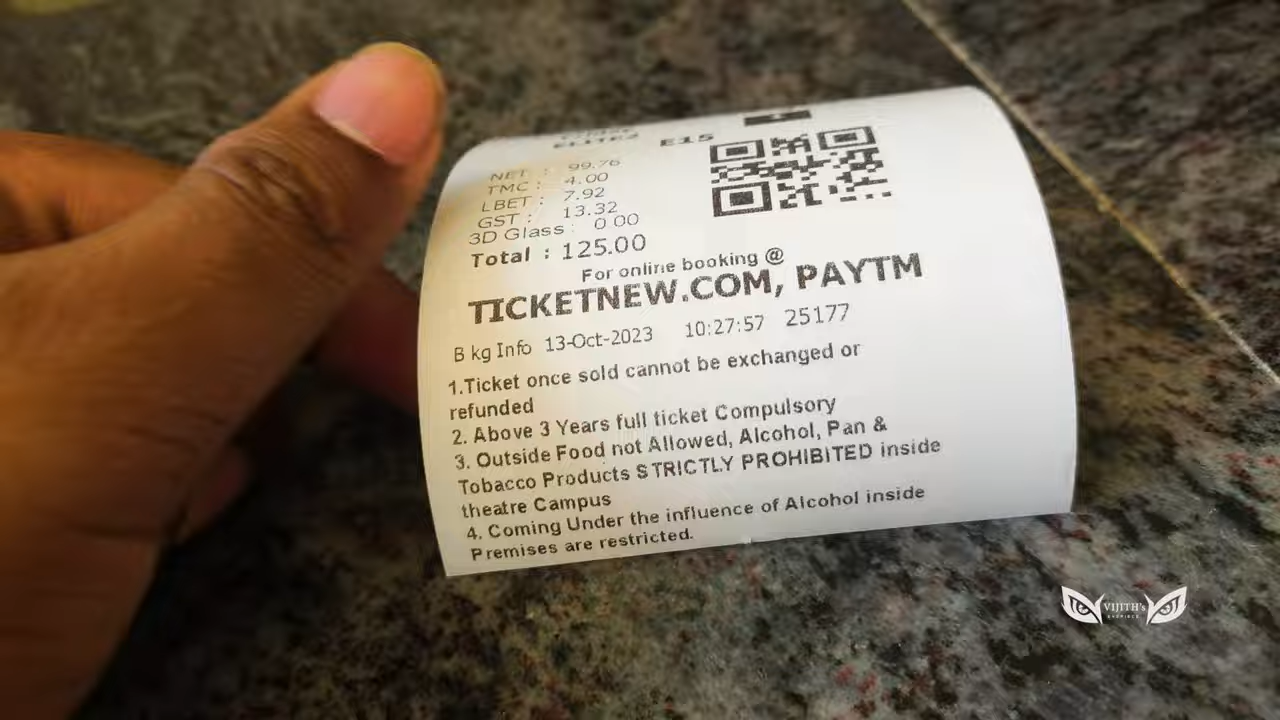 E15
NET : 99.76
TMC : 4.00
LBET : 7.92
GST : 13.32
3D Glass : 0.00
Total : 125.00
For online booking @
TICKETNEW.COM, PAYTM
B kg Info 13-Oct-2023 10:27:57 25177
1.Ticket once sold cannot be exchanged or
refunded
2. Above 3 Years full ticket Compulsory
3. Outside Food not Allowed, Alcohol, Pan &
Tobacco Products STRICTLY PROHIBITED inside
theatre Campus
4. Coming Under the influence of Alcohol inside
Premises are restricted.
VIJITH's